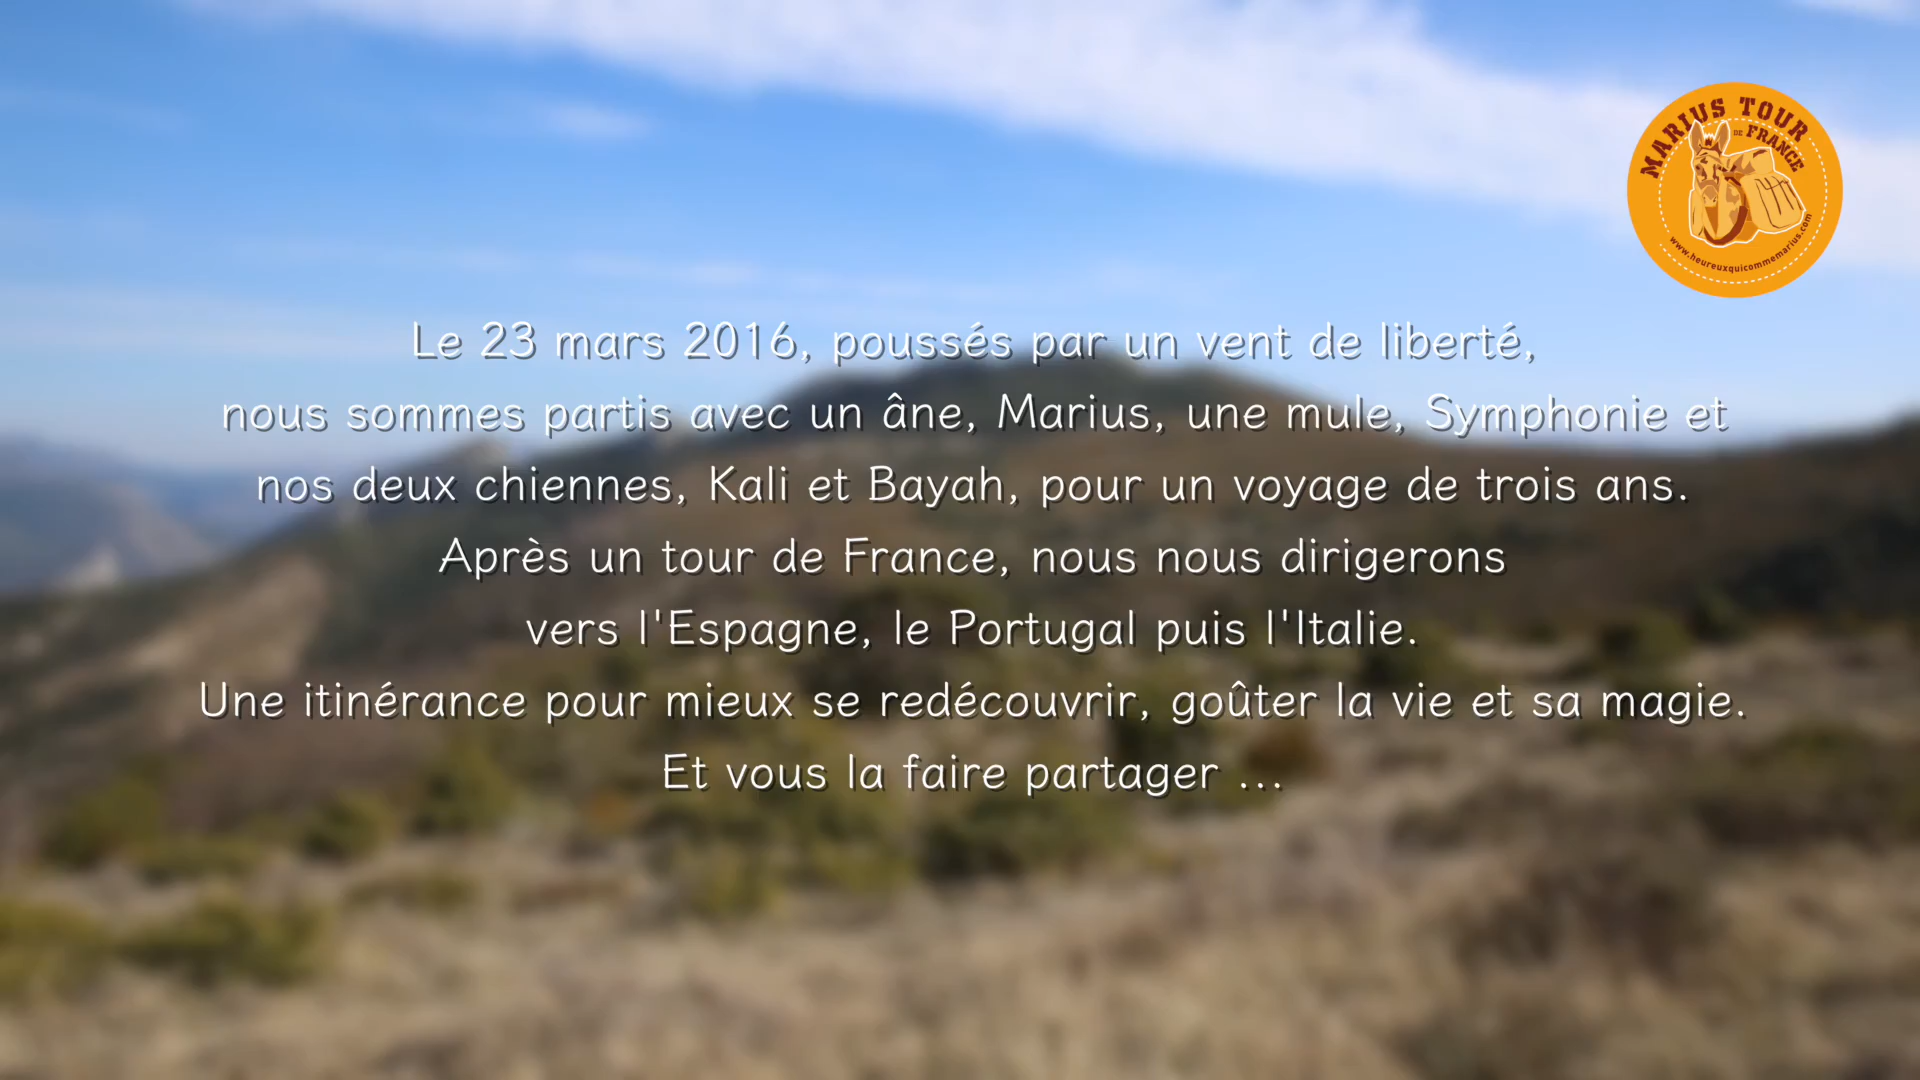 MARIUS TOUR
DE FRANCE
www.heureuxquicommemarius.com
Le 23 mars 2016, poussés par un vent de liberté,
nous sommes partis avec un âne, Marius, une mule, Symphonie et
nos deux chiennes, Kali et Bayah, pour un voyage de trois ans.
Après un tour de France, nous nous dirigerons
vers l'Espagne, le Portugal puis l'Italie.
Une itinérance pour mieux se redécouvrir, goûter la vie et sa magie.
Et vous la faire partager ...